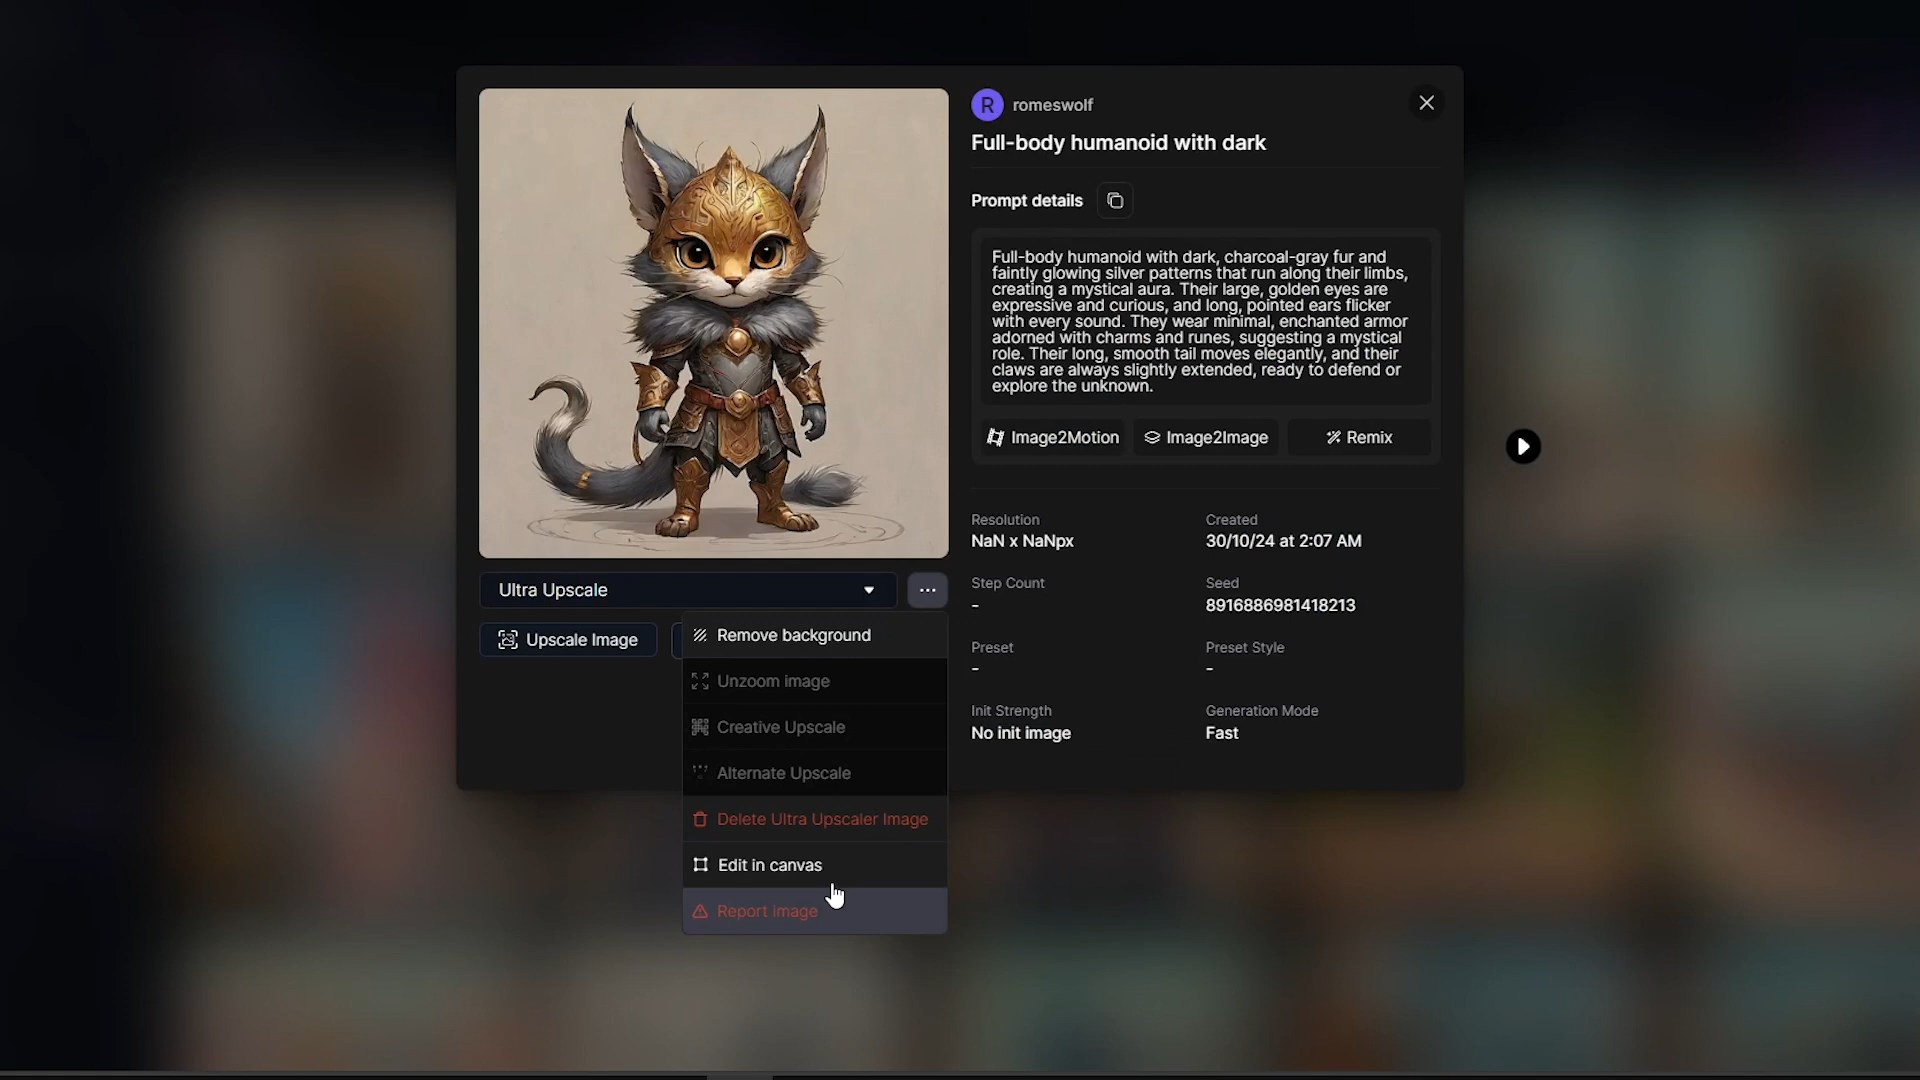 R romeswolf
Full-body humanoid with dark
Prompt details
Full-body humanoid with dark, charcoal-gray fur and
faintly glowing silver patterns that run along their limbs,
creating a mystical aura. Their large, golden eyes are
expressive and curious, and long, pointed ears flicker
with every sound. They wear minimal, enchanted armor
adorned with charms and runes, suggesting a mystical
role. Their long, smooth tail moves elegantly, and their
claws are always slightly extended, ready to defend or
explore the unknown.
Image2Motion
Image2Image
Remix
Resolution
NaN x NaNpx
Created
30/10/24 at 2:07 AM
Step Count
-
Seed
8916886981418213
Preset
-
Preset Style
-
Init Strength
No init image
Generation Mode
Fast
Ultra Upscale
Upscale Image
Remove background
Unzoom image
Creative Upscale
Alternate Upscale
Delete Ultra Upscaler Image
Edit in canvas
Report image